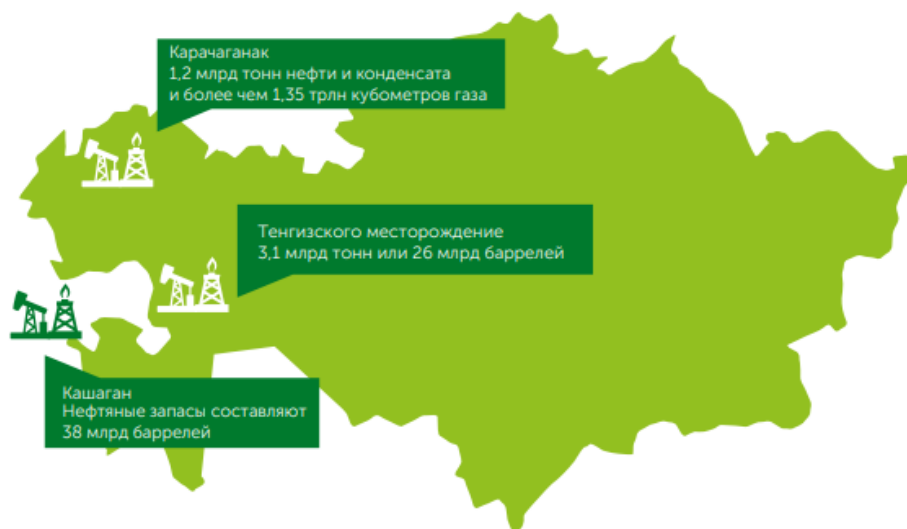 Карачаганак
1,2 млрд тонн нефти и конденсата
и более чем 1,35 трлн кубометров газа
Тенгизского месторождение
3,1 млрд тонн или 26 млрд баррелей
Кашаган
Нефтяные запасы составляют
38 млрд баррелей